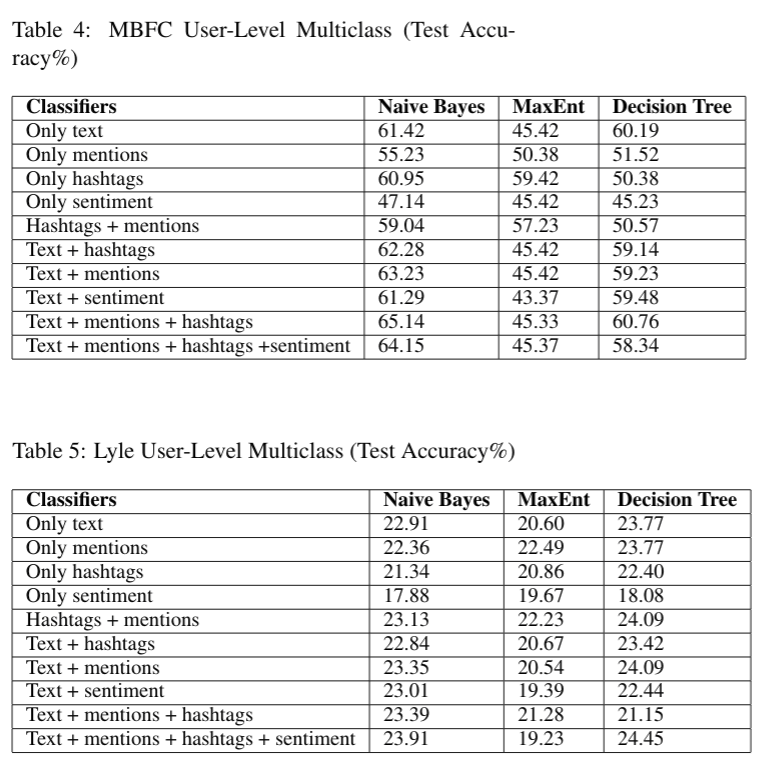 Table 4: MBFC User-Level Multiclass (Test Accu-
racy%)
Classifiers Naive Bayes MaxEnt Decision Tree
Only text 61.42 45.42 60.19
Only mentions 55.23 50.38 51.52
Only hashtags 60.95 59.42 50.38
Only sentiment 47.14 45.42 45.23
Hashtags + mentions 59.04 57.23 50.57
Text + hashtags 62.28 45.42 59.14
Text + mentions 63.23 45.42 59.23
Text + sentiment 61.29 43.37 59.48
Text + mentions + hashtags 65.14 45.33 60.76
Text + mentions + hashtags +sentiment 64.15 45.37 58.34
Table 5: Lyle User-Level Multiclass (Test Accuracy%)
Classifiers Naive Bayes MaxEnt Decision Tree
Only text 22.91 20.60 23.77
Only mentions 22.36 22.49 23.77
Only hashtags 21.34 20.86 22.40
Only sentiment 17.88 19.67 18.08
Hashtags + mentions 23.13 22.23 24.09
Text + hashtags 22.84 20.67 23.42
Text + mentions 23.35 20.54 24.09
Text + sentiment 23.01 19.39 22.44
Text + mentions + hashtags 23.39 21.28 21.15
Text + mentions + hashtags + sentiment 23.91 19.23 24.45